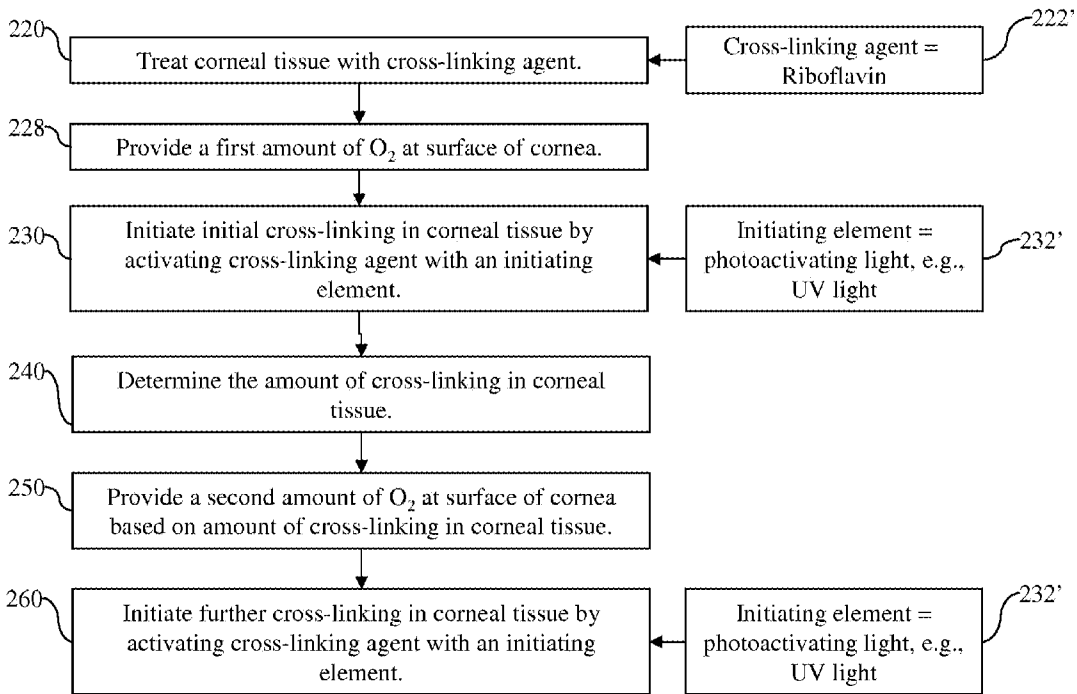 220
Treat corneal tissue with cross-linking agent.
Cross-linking agent =
Riboflavin
222'
228
Provide a first amount of O2 at surface of cornea.
230
Initiate initial cross-linking in corneal tissue by
activating cross-linking agent with an initiating
element.
Initiating element =
photoactivating light, e.g.,
UV light
232'
240
Determine the amount of cross-linking in corneal
tissue.
250
Provide a second amount of O2 at surface of cornea
based on amount of cross-linking in corneal tissue.
260
Initiate further cross-linking in corneal tissue by
activating cross-linking agent with an initiating
element.
Initiating element =
photoactivating light, e.g.,
UV light
232'